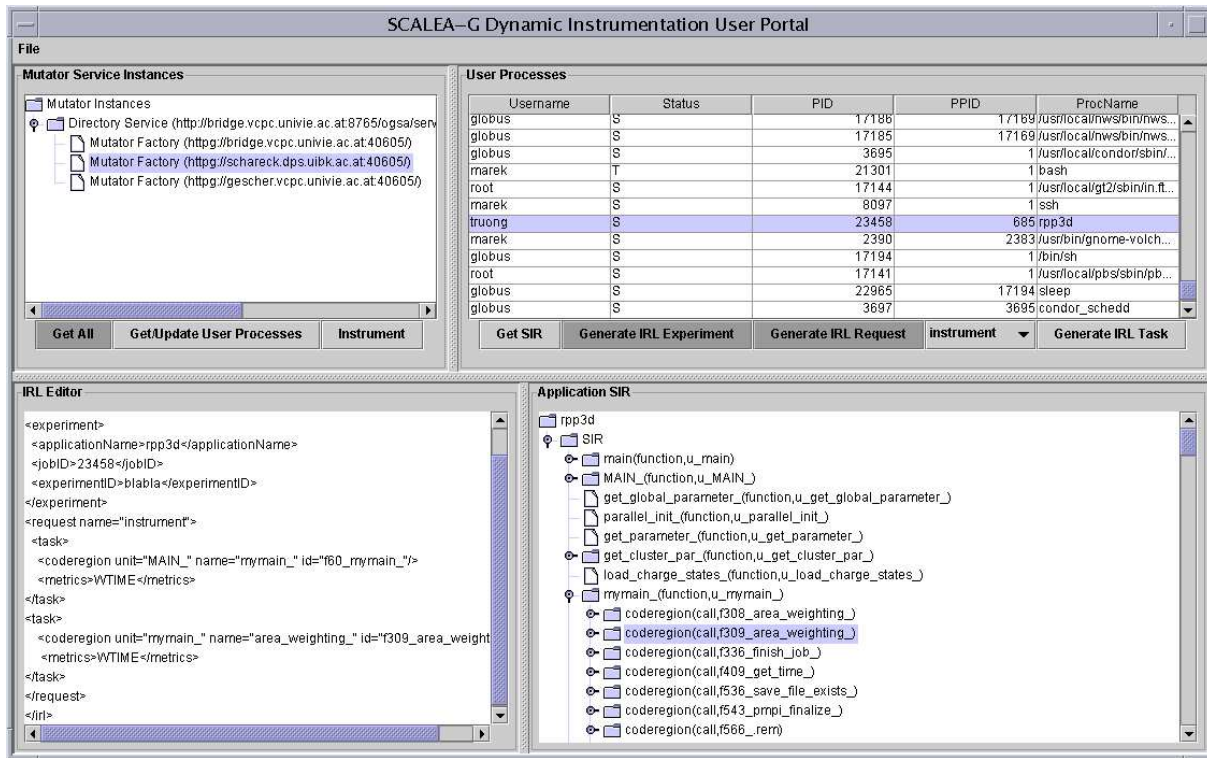 SCALEA-G Dynamic Instrumentation User Portal
File
Mutator Service Instances
Mutator Instances
Directory Service (http://bridge.vcpc.univie.ac.at:8765/ogsa/serv
Mutator Factory (httpg://bridge.vcpc.univie.ac.at:40605/)
Mutator Factory (httpg://schareck.dps.uibk.ac.at:40605/)
Mutator Factory (httpg://gescher.vcpc.univie.ac.at:40605/)
Get All Get/Update User Processes Instrument
User Processes
Username Status PID PPID ProcName
globus S 17186 17169 /usr/local/nws/bin/nws...
globus S 17185 17169 /usr/local/nws/bin/nws...
globus S 3695 1 /usr/local/condor/sbin/...
marek T 21301 1 bash
root S 17144 1 /usr/local/gt2/sbin/in.ft...
marek S 8097 1 ssh
truong S 23458 685 rpp3d
marek S 2390 2383 /usr/bin/gnome-volch...
globus S 17194 1 /bin/sh
root S 17141 1 /usr/local/pbs/sbin/pb...
globus S 22965 17194 sleep
globus S 3697 3695 condor_schedd
Get SIR Generate IRL Experiment Generate IRL Request instrument Generate IRL Task
IRL Editor
<experiment>
<applicationName>rpp3d</applicationName>
<jobID>23458</jobID>
<experimentID>blabla</experimentID>
</experiment>
<request name="instrument">
<task>
<coderegion unit="MAIN_" name="mymain_" id="f60_mymain_"/>
<metrics>WTIME</metrics>
</task>
<task>
<coderegion unit="mymain_" name="area_weighting_" id="f309_area_weight
<metrics>WTIME</metrics>
</task>
</request>
</irl>
Application SIR
rpp3d
SIR
main(function,u_main)
MAIN_(function,u_MAIN_)
get_global_parameter_(function,u_get_global_parameter_)
parallel_init_(function,u_parallel_init_)
get_parameter_(function,u_get_parameter_)
get_cluster_par_(function,u_get_cluster_par_)
load_charge_states_(function,u_load_charge_states_)
mymain_(function,u_mymain_)
coderegion(call,f308_area_weighting_)
coderegion(call,f309_area_weighting_)
coderegion(call,f336_finish_job_)
coderegion(call,f409_get_time_)
coderegion(call,f536_save_file_exists_)
coderegion(call,f543_pmpi_finalize_)
coderegion(call,f566_.rem)